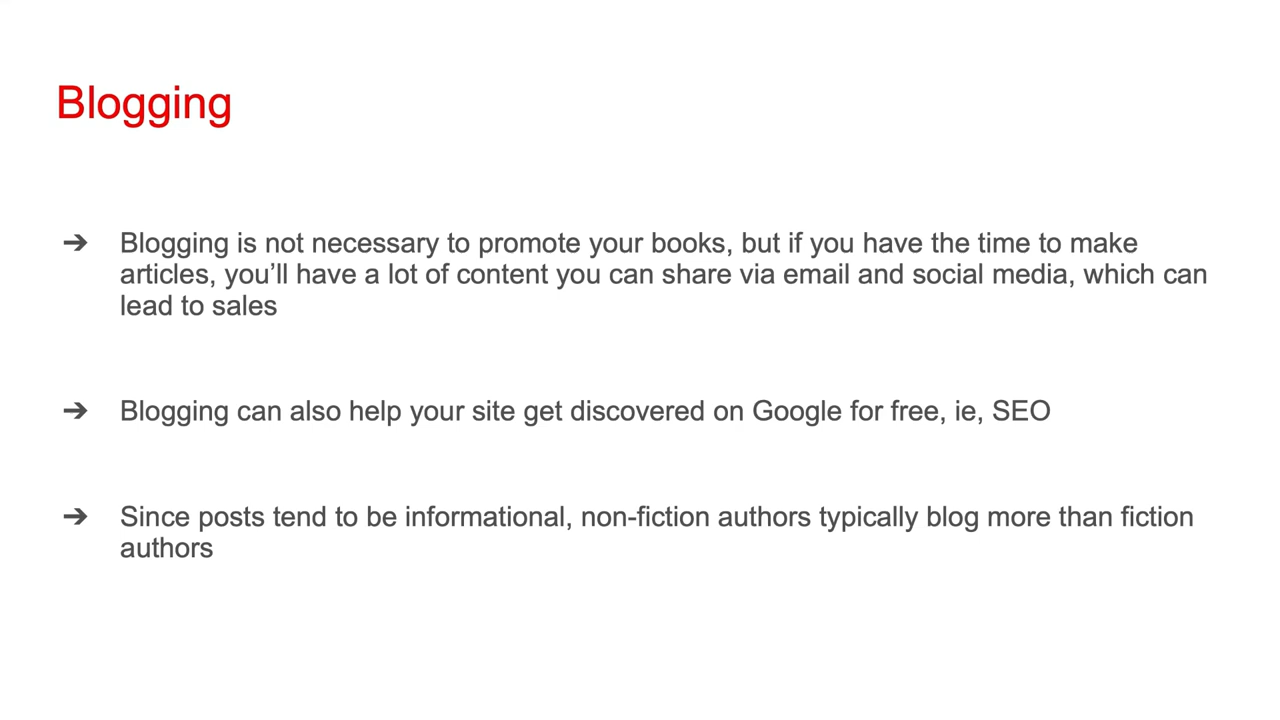 Blogging
➔ Blogging is not necessary to promote your books, but if you have the time to make
articles, you’ll have a lot of content you can share via email and social media, which can
lead to sales
➔ Blogging can also help your site get discovered on Google for free, ie, SEO
➔ Since posts tend to be informational, non-fiction authors typically blog more than fiction
authors